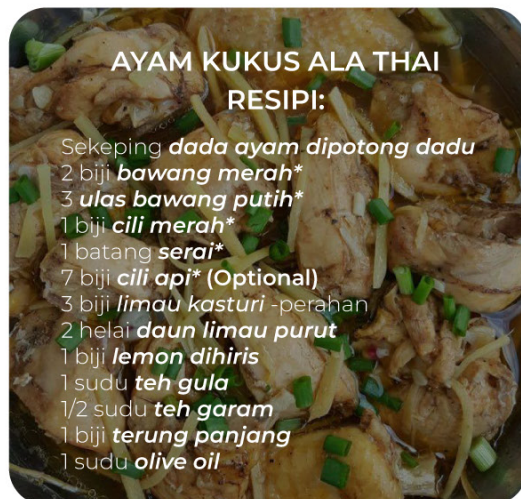 AYAM KUKUS ALA THAI
RESIPI:
Sekeping dada ayam dipotong dadu
2 biji bawang merah*
3 ulas bawang putih*
1 biji cili merah*
1 batang serai*
7 biji cili api* (Optional)
3 biji limau kasturi -perahan
2 helai daun limau purut
1 biji lemon dihiris
1 sudu teh gula
1/2 sudu teh garam
1 biji terung panjang
1 sudu olive oil